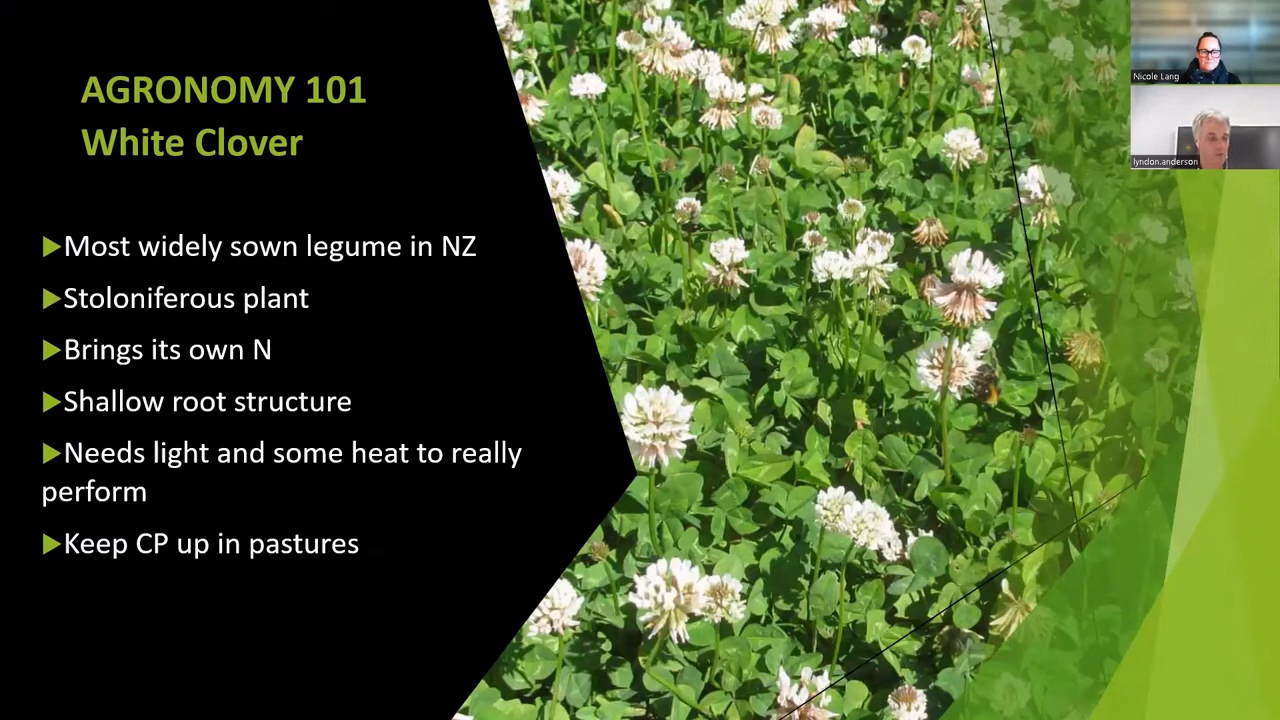 AGRONOMY 101
White Clover
▶Most widely sown legume in NZ
▶Stoloniferous plant
▶Brings its own N
▶Shallow root structure
▶Needs light and some heat to really
perform
▶Keep CP up in pastures
Nicole Lang
lyndon.anderson